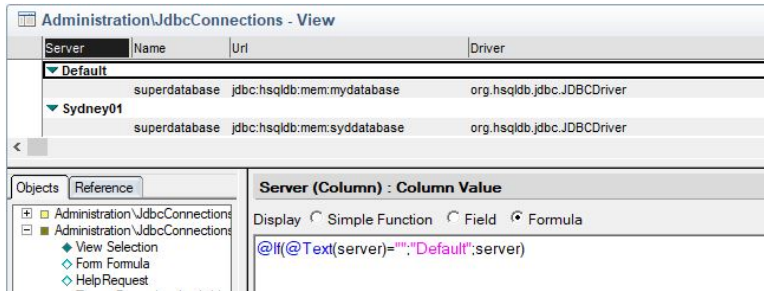 Administration\JdbcConnections - View
Server Name Url Driver
Default
superdatabase jdbc:hsqldb:mem:mydatabase org.hsqldb.jdbc.JDBCDriver
Sydney01
superdatabase jdbc:hsqldb:mem:syddatabase org.hsqldb.jdbc.JDBCDriver
Objects Reference
Administration\JdbcConnections
Administration\JdbcConnections
View Selection
Form Formula
HelpRequest
Server (Column) : Column Value
Display Simple Function Field Formula
@If(@Text(server)="";"Default";server)